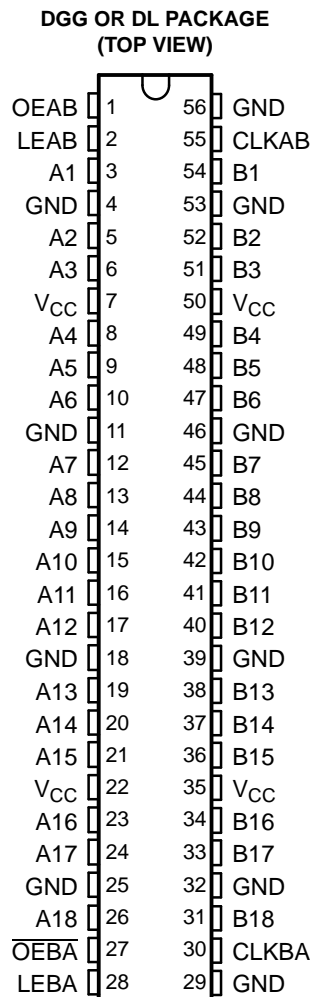 DGG OR DL PACKAGE
(TOP VIEW)
OEAB 1 56 GND
LEAB 2 55 CLKAB
A1 3 54 B1
GND 4 53 GND
A2 5 52 B2
A3 6 51 B3
VCC 7 50 VCC
A4 8 49 B4
A5 9 48 B5
A6 10 47 B6
GND 11 46 GND
A7 12 45 B7
A8 13 44 B8
A9 14 43 B9
A10 15 42 B10
A11 16 41 B11
A12 17 40 B12
GND 18 39 GND
A13 19 38 B13
A14 20 37 B14
A15 21 36 B15
VCC 22 35 VCC
A16 23 34 B16
A17 24 33 B17
GND 25 32 GND
A18 26 31 B18
O̅E̅B̅A̅ 27 30 CLKBA
LEBA 28 29 GND